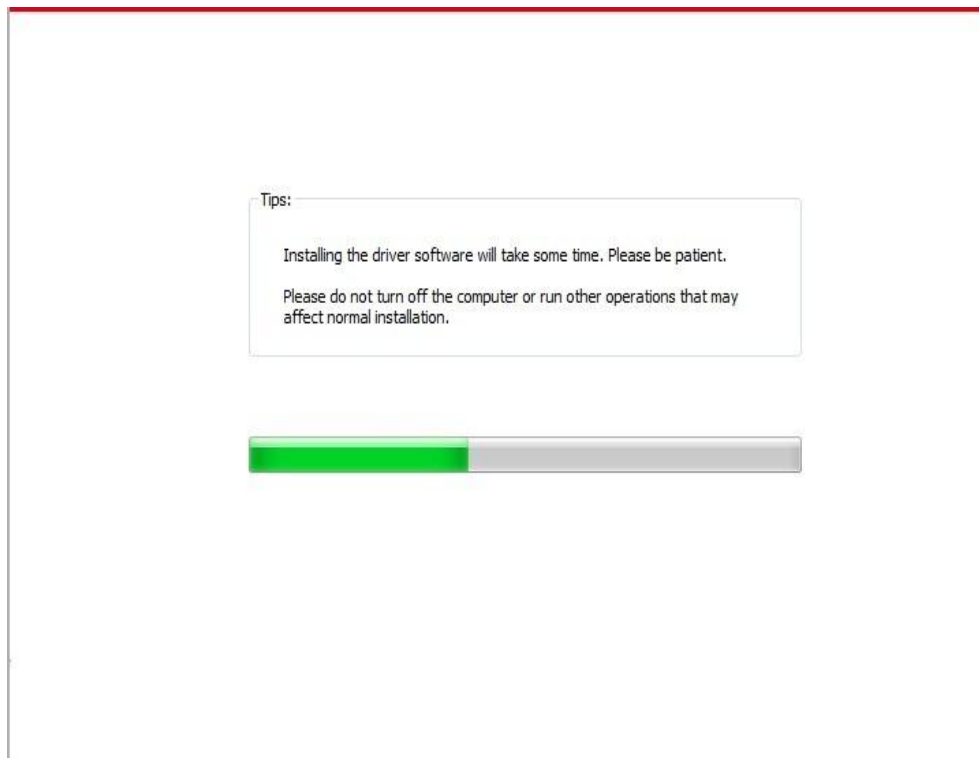 Tips:
Installing the driver software will take some time. Please be patient.
Please do not turn off the computer or run other operations that may
affect normal installation.